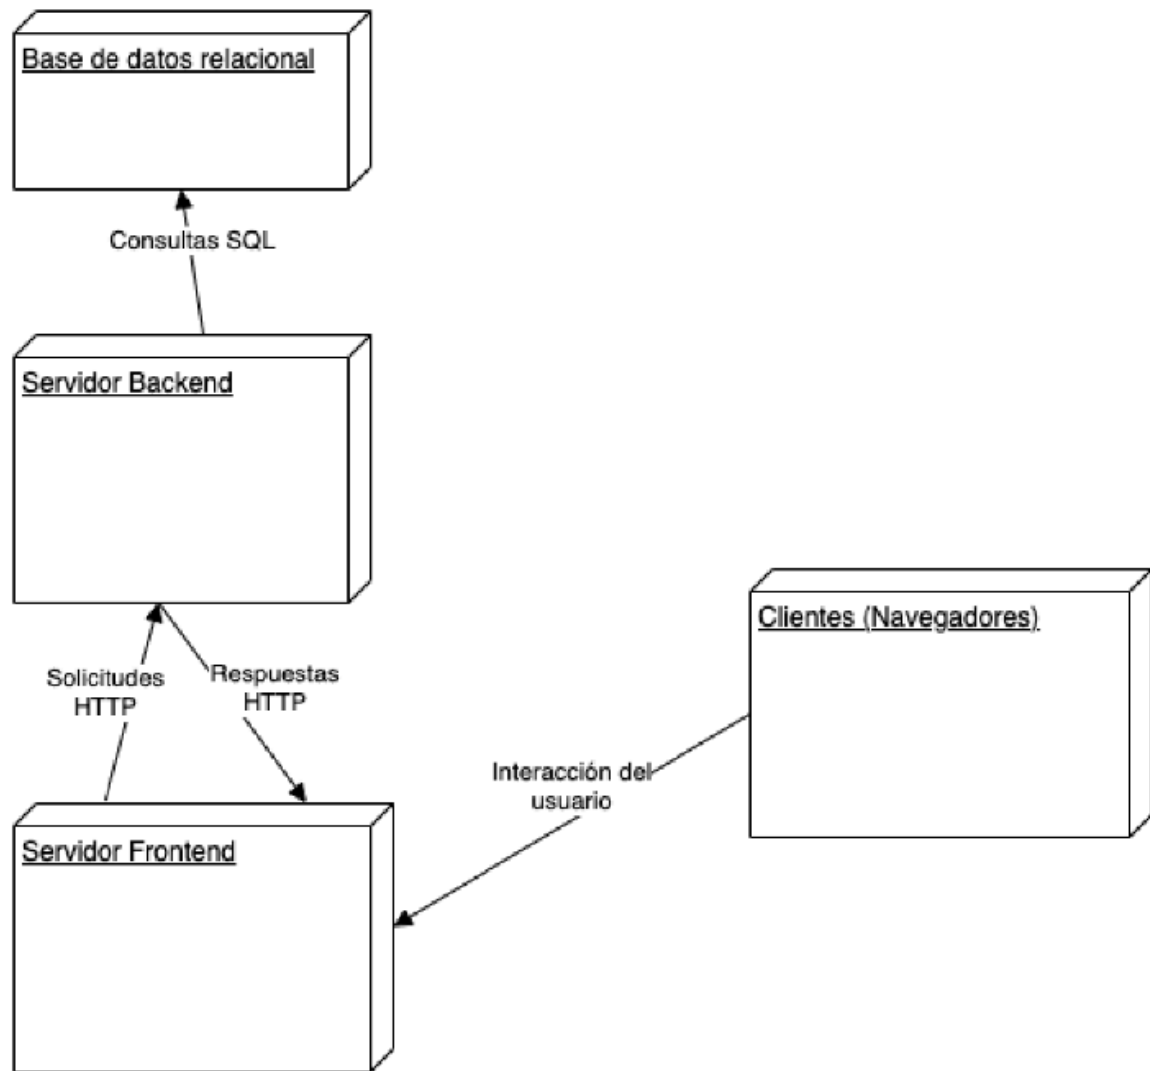 Base de datos relacional
Consultas SQL
Servidor Backend
Solicitudes
HTTP
Respuestas
HTTP
Clientes (Navegadores)
Interacción del
usuario
Servidor Frontend